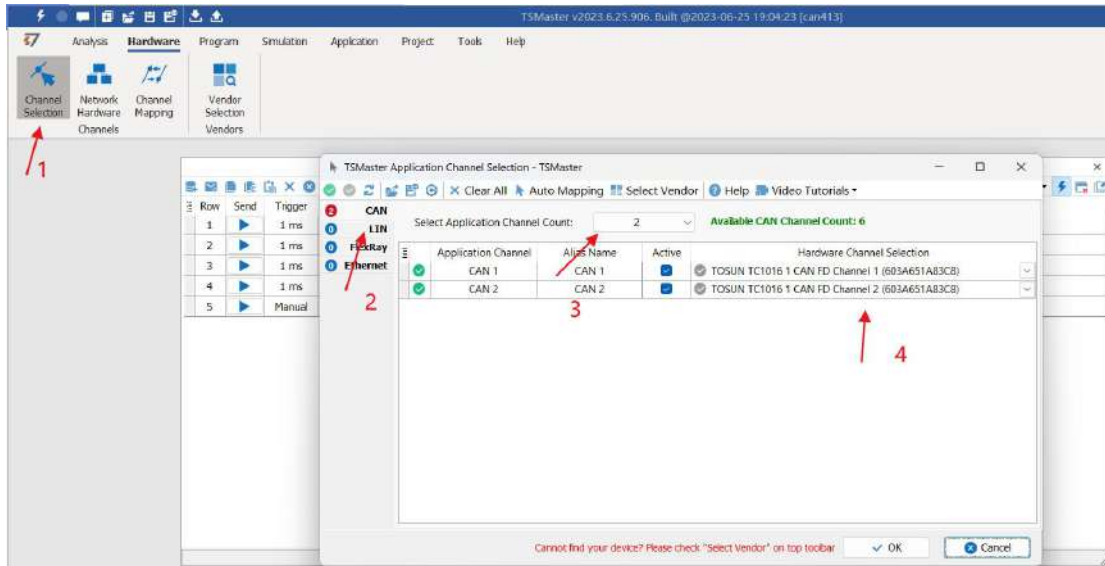 TSMaster v2023.6.25.906. Built @2023-06-25 19:04:23 [can413]
Analysis Hardware Program Simulation Application Project Tools Help
Channel Selection
Network Hardware
Channel Mapping
Vendor Selection
Channels
Vendors
1
TSMaster Application Channel Selection - TSMaster
Clear All Auto Mapping Select Vendor Help Video Tutorials
Row Send Trigger
1 1 ms
2 1 ms
3 1 ms
4 1 ms
5 Manual
2 CAN
0 LIN
0 FlexRay
0 Ethernet
Select Application Channel Count: 2 Available CAN Channel Count: 6
Application Channel Alias Name Active Hardware Channel Selection
CAN 1 CAN 1 TOSUN TC1016 1 CAN FD Channel 1 (603A651A83C8)
CAN 2 CAN 2 TOSUN TC1016 1 CAN FD Channel 2 (603A651A83C8)
2
3
4
Cannot find your device? Please check "Select Vendor" on top toolbar
OK
Cancel